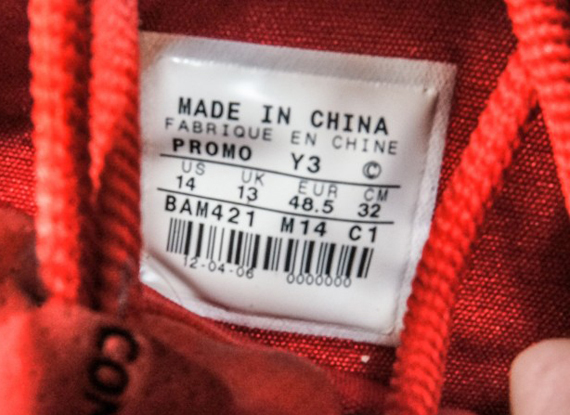 MADE IN CHINA
FABRIQUE EN CHINE
PROMO Y3 ©
US UK EUR CM
14 13 48.5 32
BAM421 M14 C1
12-04-06 0000000
CON